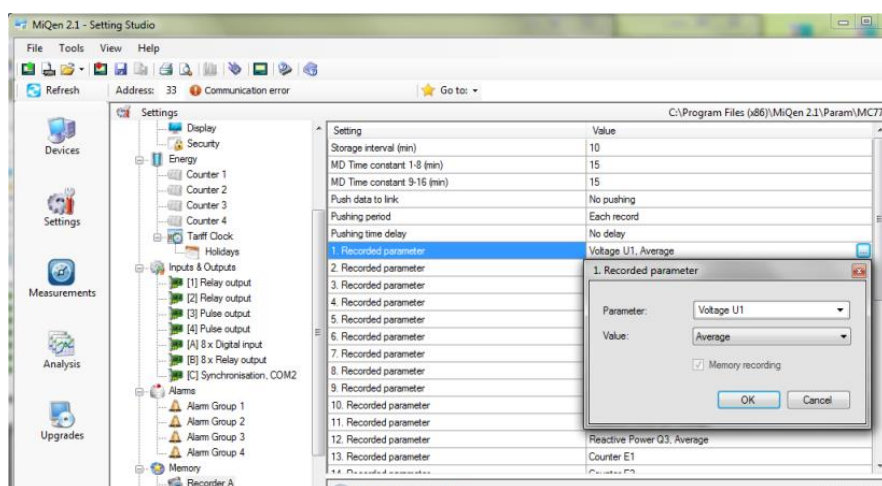 MiQen 2.1 - Setting Studio
File Tools View Help
Refresh Address: 33 Communication error Go to:
Settings C:\Program Files (x86)\MiQen 2.1\Param\MC77
Devices
Settings
Measurements
Analysis
Upgrades
Display
Security
Energy
Counter 1
Counter 2
Counter 3
Counter 4
Tariff Clock
Holidays
Inputs & Outputs
[1] Relay output
[2] Relay output
[3] Pulse output
[4] Pulse output
[A] 8 x Digital input
[B] 8 x Relay output
[C] Synchronisation, COM2
Alarms
Alarm Group 1
Alarm Group 2
Alarm Group 3
Alarm Group 4
Memory
Recorder A
Setting Value
Storage interval (min) 10
MD Time constant 1-8 (min) 15
MD Time constant 9-16 (min) 15
Push data to link No pushing
Pushing period Each record
Pushing time delay No delay
1. Recorded parameter Voltage U1, Average ...
2. Recorded parameter
3. Recorded parameter
4. Recorded parameter
5. Recorded parameter
6. Recorded parameter
7. Recorded parameter
8. Recorded parameter
9. Recorded parameter
10. Recorded parameter
11. Recorded parameter
12. Recorded parameter Reactive Power Q3, Average
13. Recorded parameter Counter E1
14. Recorded parameter Counter E2
1. Recorded parameter
Parameter: Voltage U1
Value: Average
Memory recording
OK Cancel